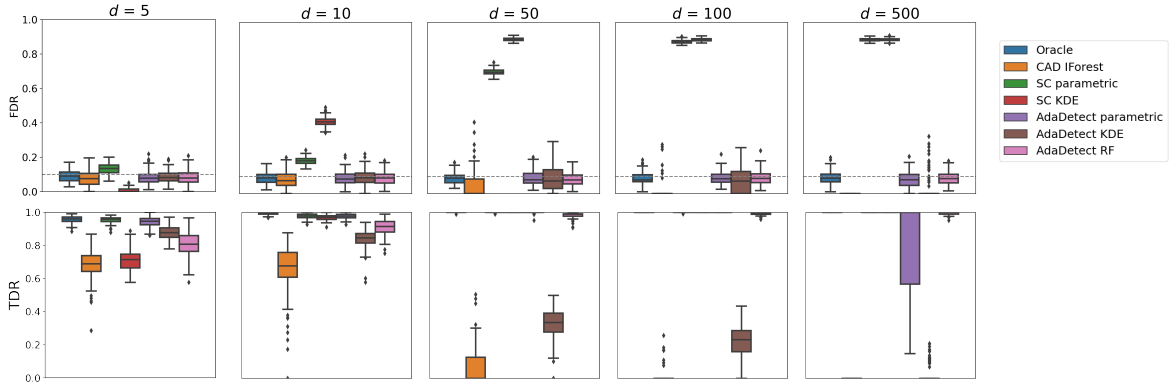 d = 5
d = 10
d = 50
d = 100
d = 500
FDR
1.0
0.8
0.6
0.4
0.2
0.0
Oracle
CAD IForest
SC parametric
SC KDE
AdaDetect parametric
AdaDetect KDE
AdaDetect RF
TDR
1.0
0.8
0.6
0.4
0.2
0.0